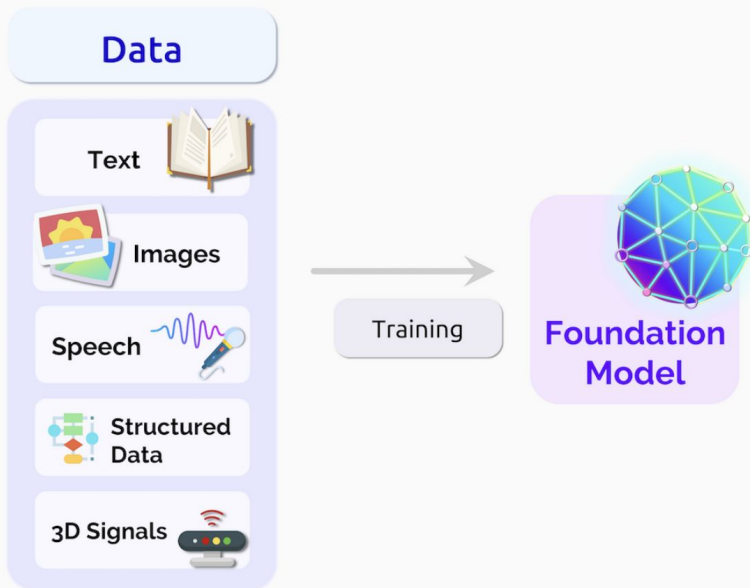 Data
Text
Images
Speech
Structured
Data
3D Signals
Training
Foundation
Model